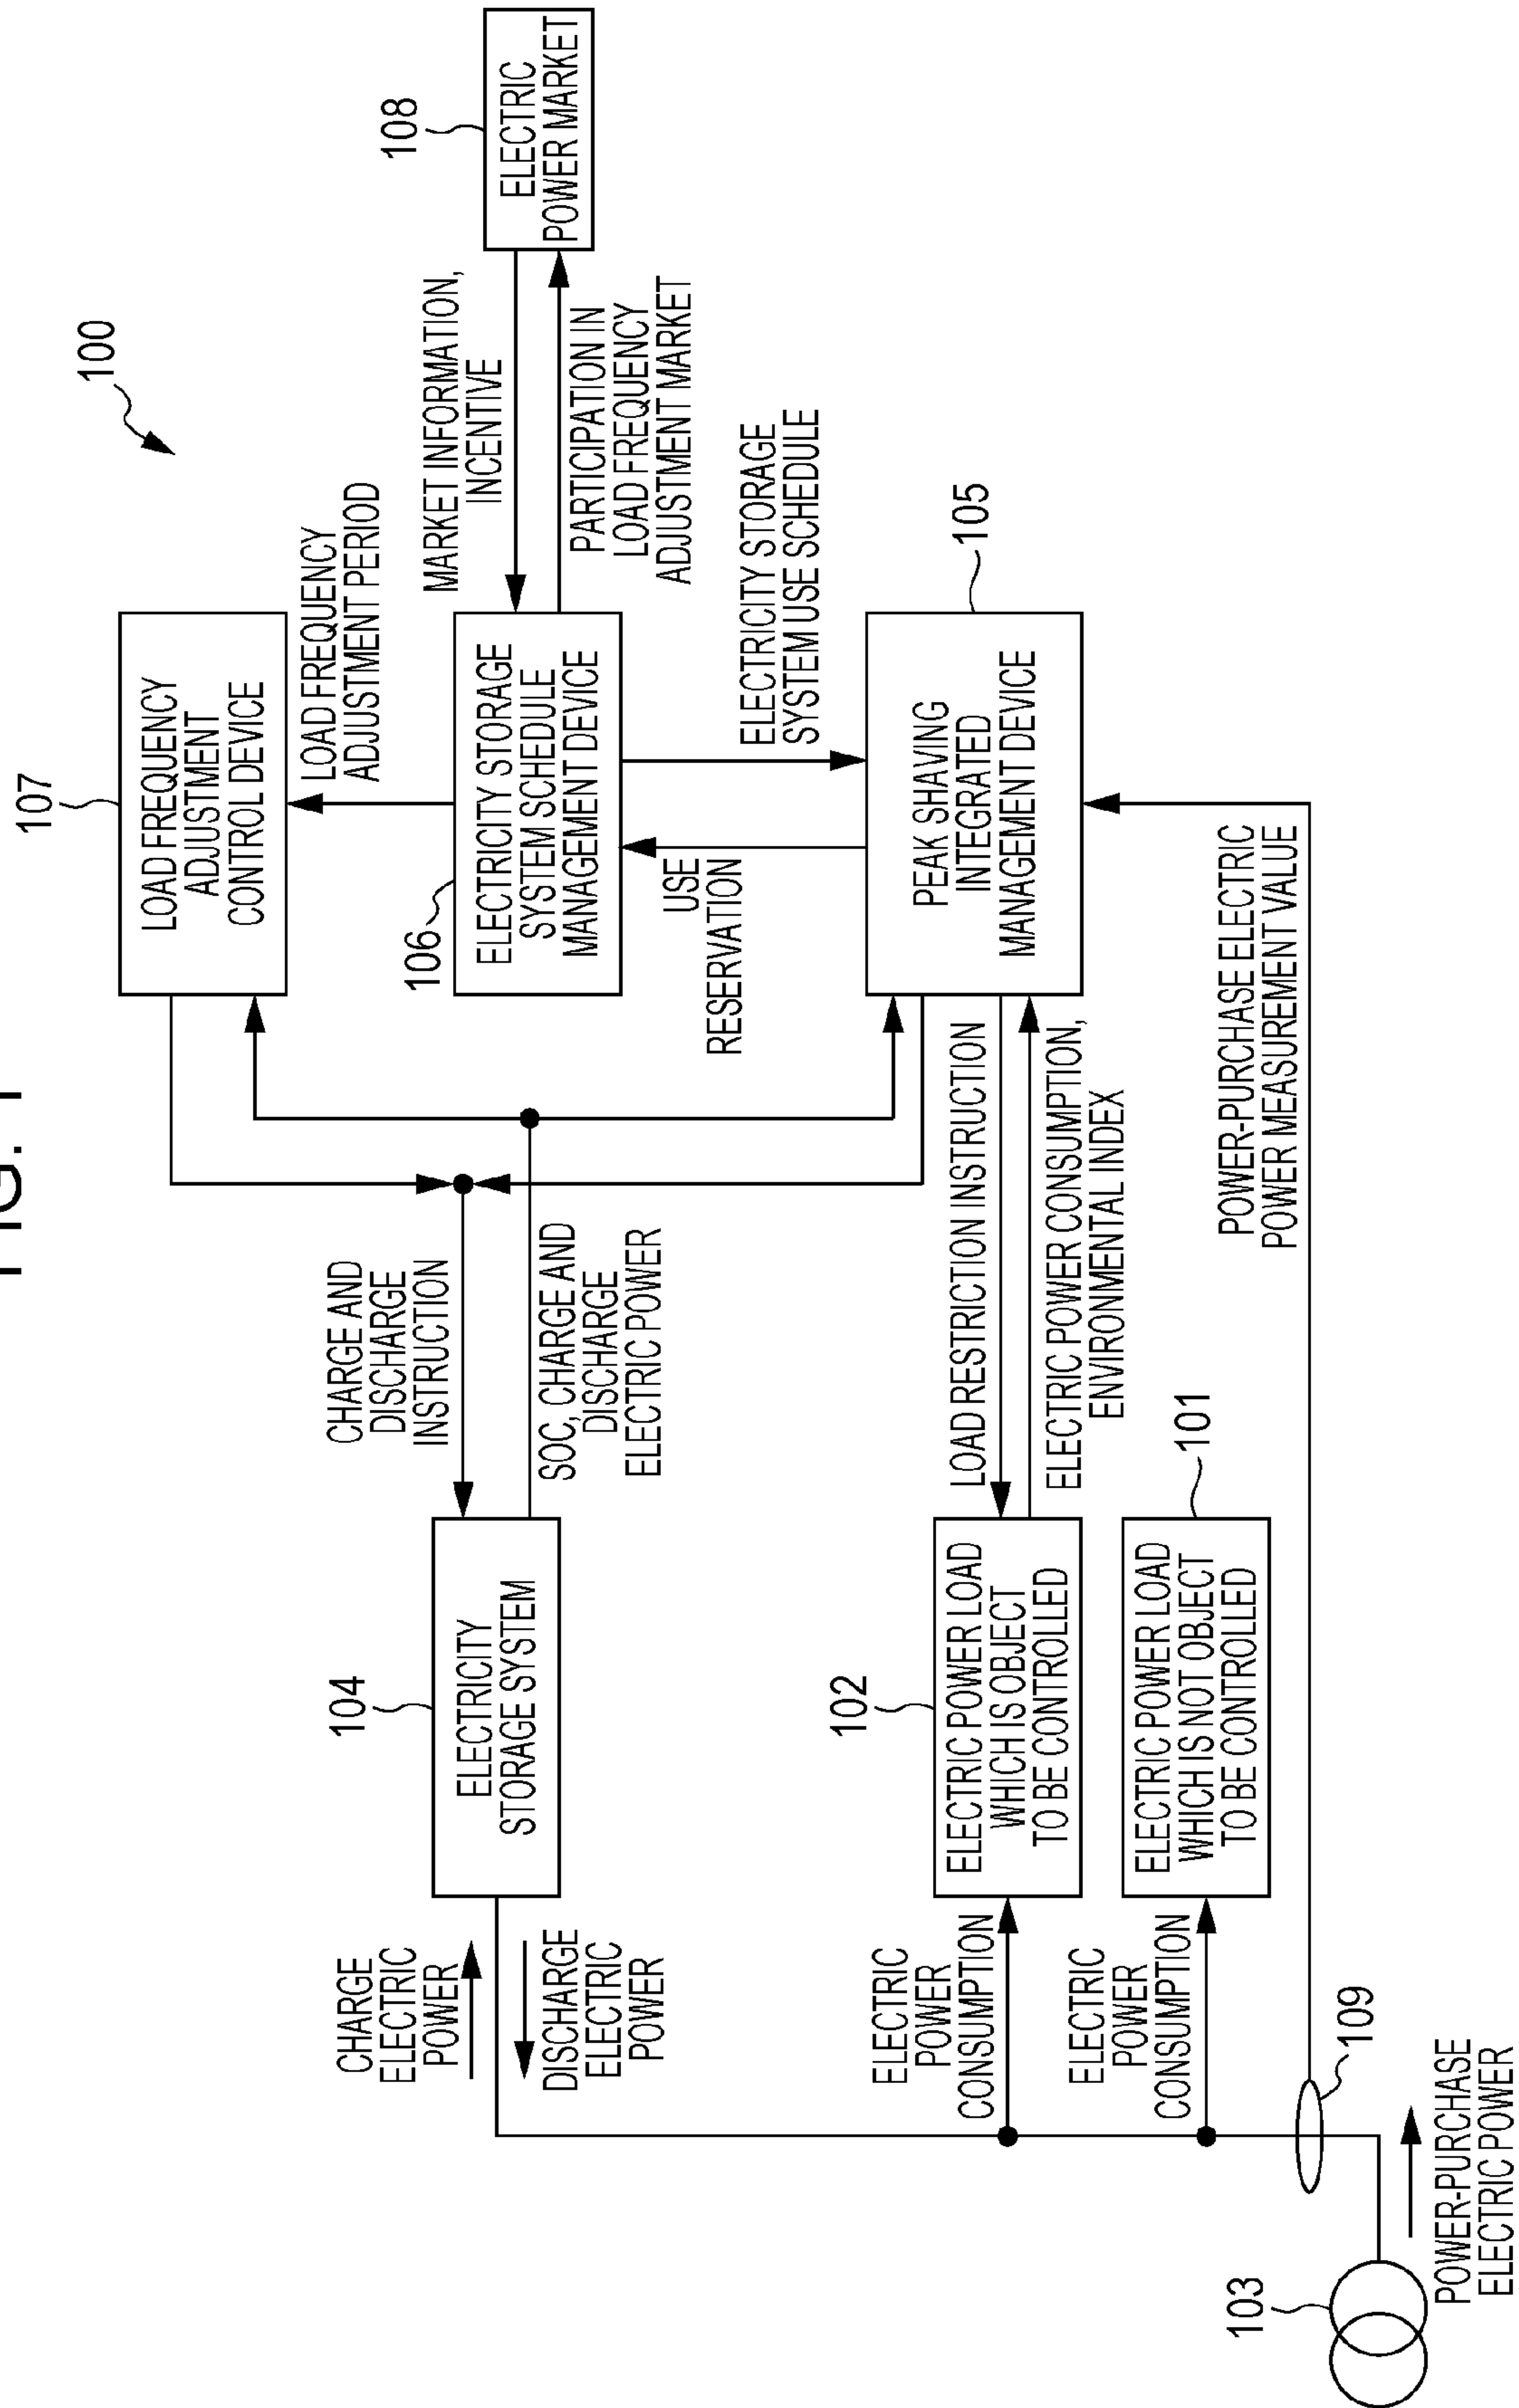 FIG. 1
100
107
LOAD FREQUENCY
ADJUSTMENT
CONTROL DEVICE
LOAD FREQUENCY
ADJUSTMENT PERIOD
108
ELECTRIC
POWER MARKET
MARKET INFORMATION,
INCENTIVE
PARTICIPATION IN
LOAD FREQUENCY
ADJUSTMENT MARKET
106
ELECTRICITY STORAGE
SYSTEM SCHEDULE
MANAGEMENT DEVICE
CHARGE AND
DISCHARGE
INSTRUCTION
SOC, CHARGE AND
DISCHARGE
ELECTRIC POWER
104
ELECTRICITY
STORAGE SYSTEM
CHARGE
ELECTRIC
POWER
DISCHARGE
ELECTRIC
POWER
USE
RESERVATION
ELECTRICITY STORAGE
SYSTEM USE SCHEDULE
105
PEAK SHAVING
INTEGRATED
MANAGEMENT DEVICE
LOAD RESTRICTION INSTRUCTION
ELECTRIC POWER CONSUMPTION,
ENVIRONMENTAL INDEX
102
ELECTRIC POWER LOAD
WHICH IS OBJECT
TO BE CONTROLLED
ELECTRIC
POWER
CONSUMPTION
101
ELECTRIC POWER LOAD
WHICH IS NOT OBJECT
TO BE CONTROLLED
ELECTRIC
POWER
CONSUMPTION
POWER-PURCHASE ELECTRIC
POWER MEASUREMENT VALUE
109
103
POWER-PURCHASE
ELECTRIC POWER